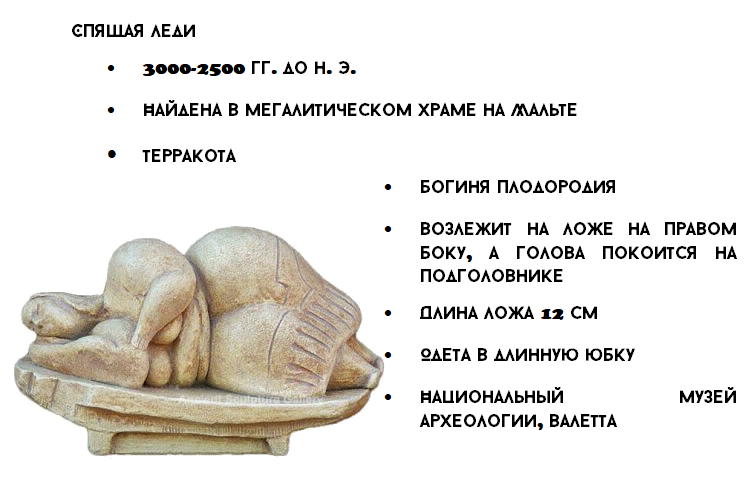 Спящая леди
• 3000-2500 гг. до н. э.
• Найдена в мегалитическом храме на Мальте
• терракота
• богиня плодородия
• возлежит на ложе на правом
боку, а голова покоится на
подголовнике
• Длина ложа 12 см
• Одета в длинную юбку
• Национальный музей
археологии, Валетта